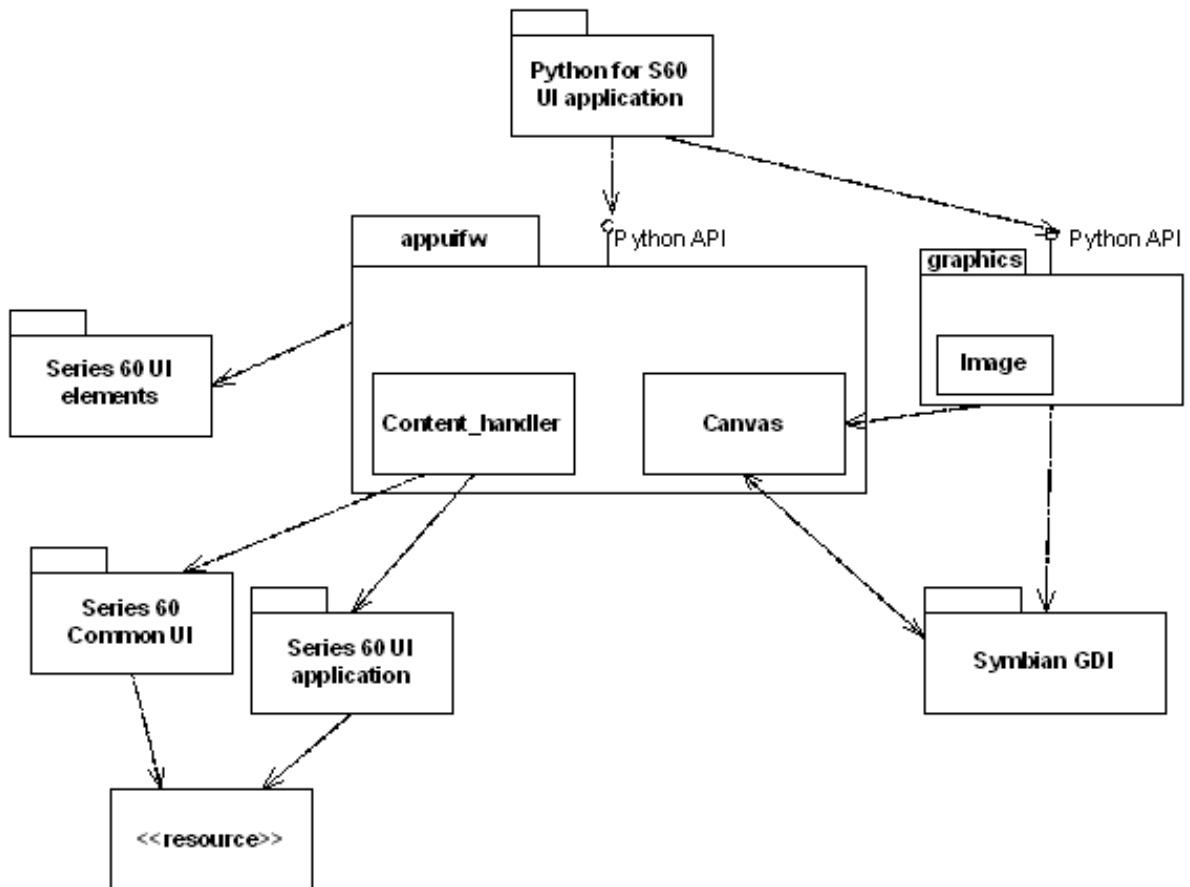 Python for S60
UI application
appuifw
Python API
Python API
graphics
Series 60 UI
elements
Image
Content_handler
Canvas
Series 60
Common UI
Series 60 UI
application
Symbian GDI
<<resource>>